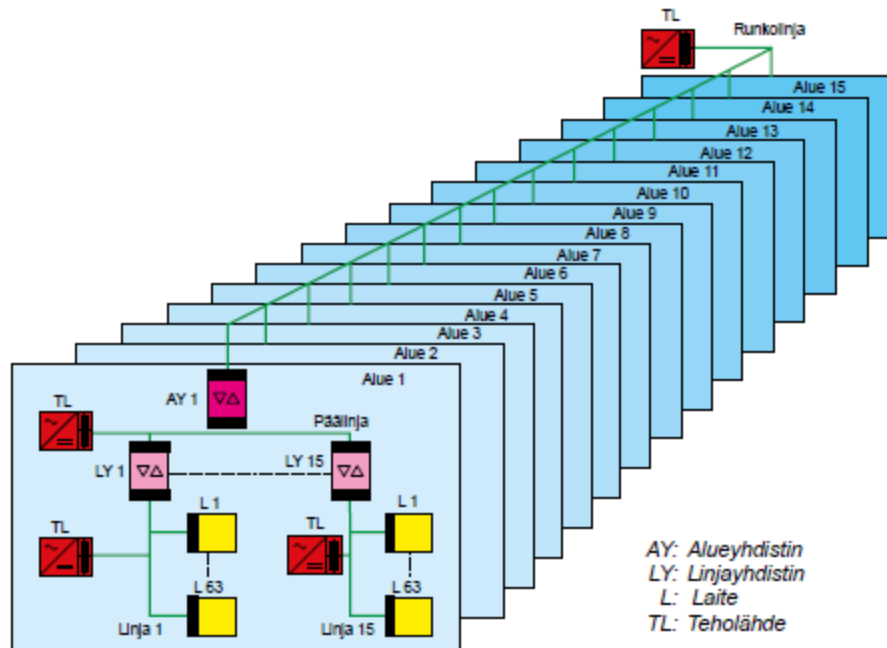 TL
Runkolinja
Alue 15
Alue 14
Alue 13
Alue 12
Alue 11
Alue 10
Alue 9
Alue 8
Alue 7
Alue 6
Alue 5
Alue 4
Alue 3
Alue 2
Alue 1
AY 1
TL
Päälinja
LY 1
LY 15
TL
L 1
TL
L 1
L 63
L 63
Linja 1
Linja 15
AY: Alueyhdistin
LY: Linjayhdistin
L: Laite
TL: Teholähde